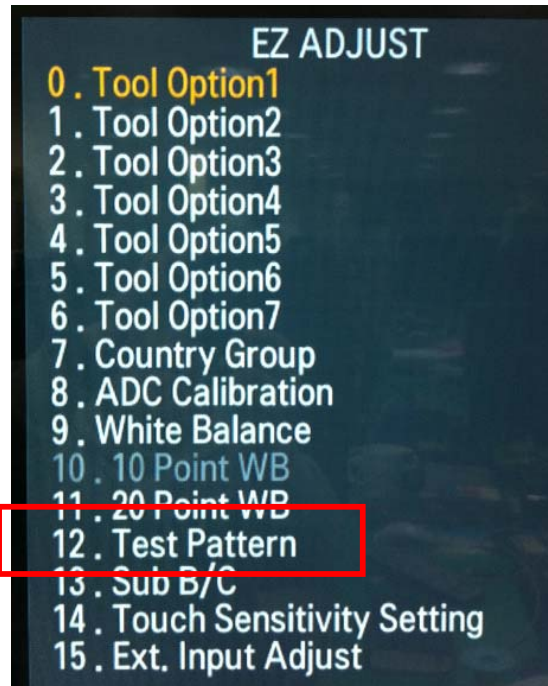 EZ ADJUST
0 . Tool Option1
1 . Tool Option2
2 . Tool Option3
3 . Tool Option4
4 . Tool Option5
5 . Tool Option6
6 . Tool Option7
7 . Country Group
8 . ADC Calibration
9 . White Balance
10 . 10 Point WB
11 . 20 Point WB
12 . Test Pattern
13 . Sub B/C
14 . Touch Sensitivity Setting
15 . Ext. Input Adjust